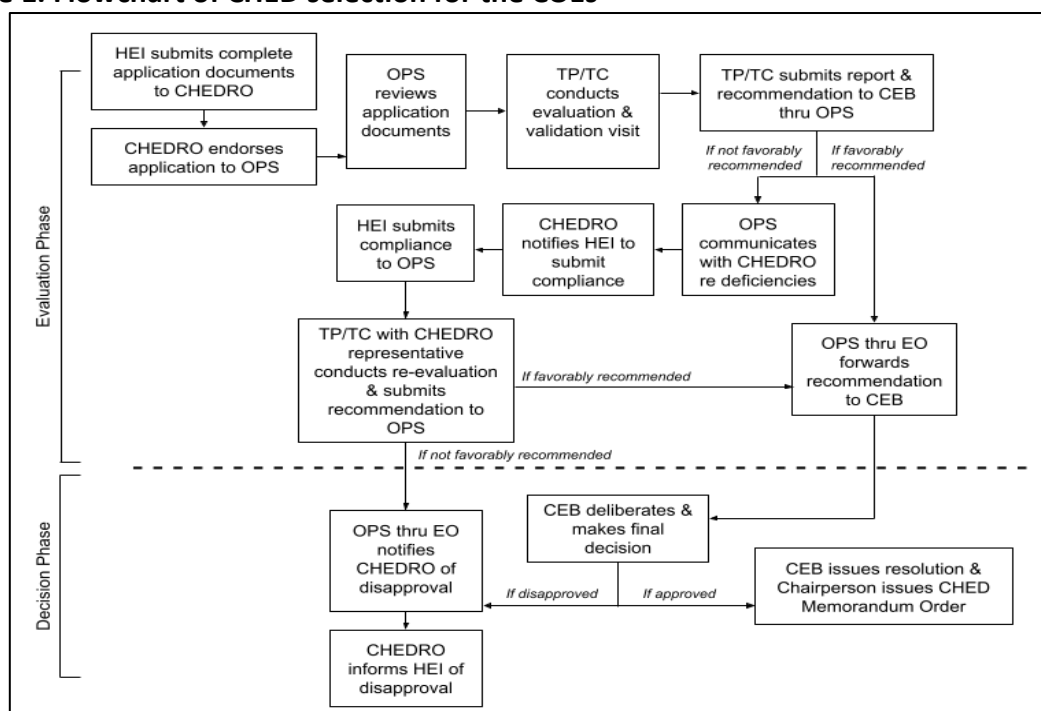 Flowchart of CHED selection for the COEs
HEI submits complete
application documents
to CHEDRO
CHEDRO endorses
application to OPS
OPS
reviews
application
documents
TP/TC
conducts
evaluation &
validation visit
TP/TC submits report &
recommendation to CEB
thru OPS
If not favorably
recommended
If favorably
recommended
Evaluation Phase
HEI submits
compliance
to OPS
CHEDRO
notifies HEI to
submit
compliance
OPS
communicates
with CHEDRO
re deficiencies
TP/TC with CHEDRO
representative
conducts re-evaluation
& submits
recommendation to
OPS
If favorably recommended
OPS thru EO
forwards
recommendation
to CEB
If not favorably recommended
Decision Phase
OPS thru EO
notifies
CHEDRO of
disapproval
CEB deliberates &
makes final
decision
If disapproved
If approved
CEB issues resolution &
Chairperson issues CHED
Memorandum Order
CHEDRO
informs HEI of
disapproval